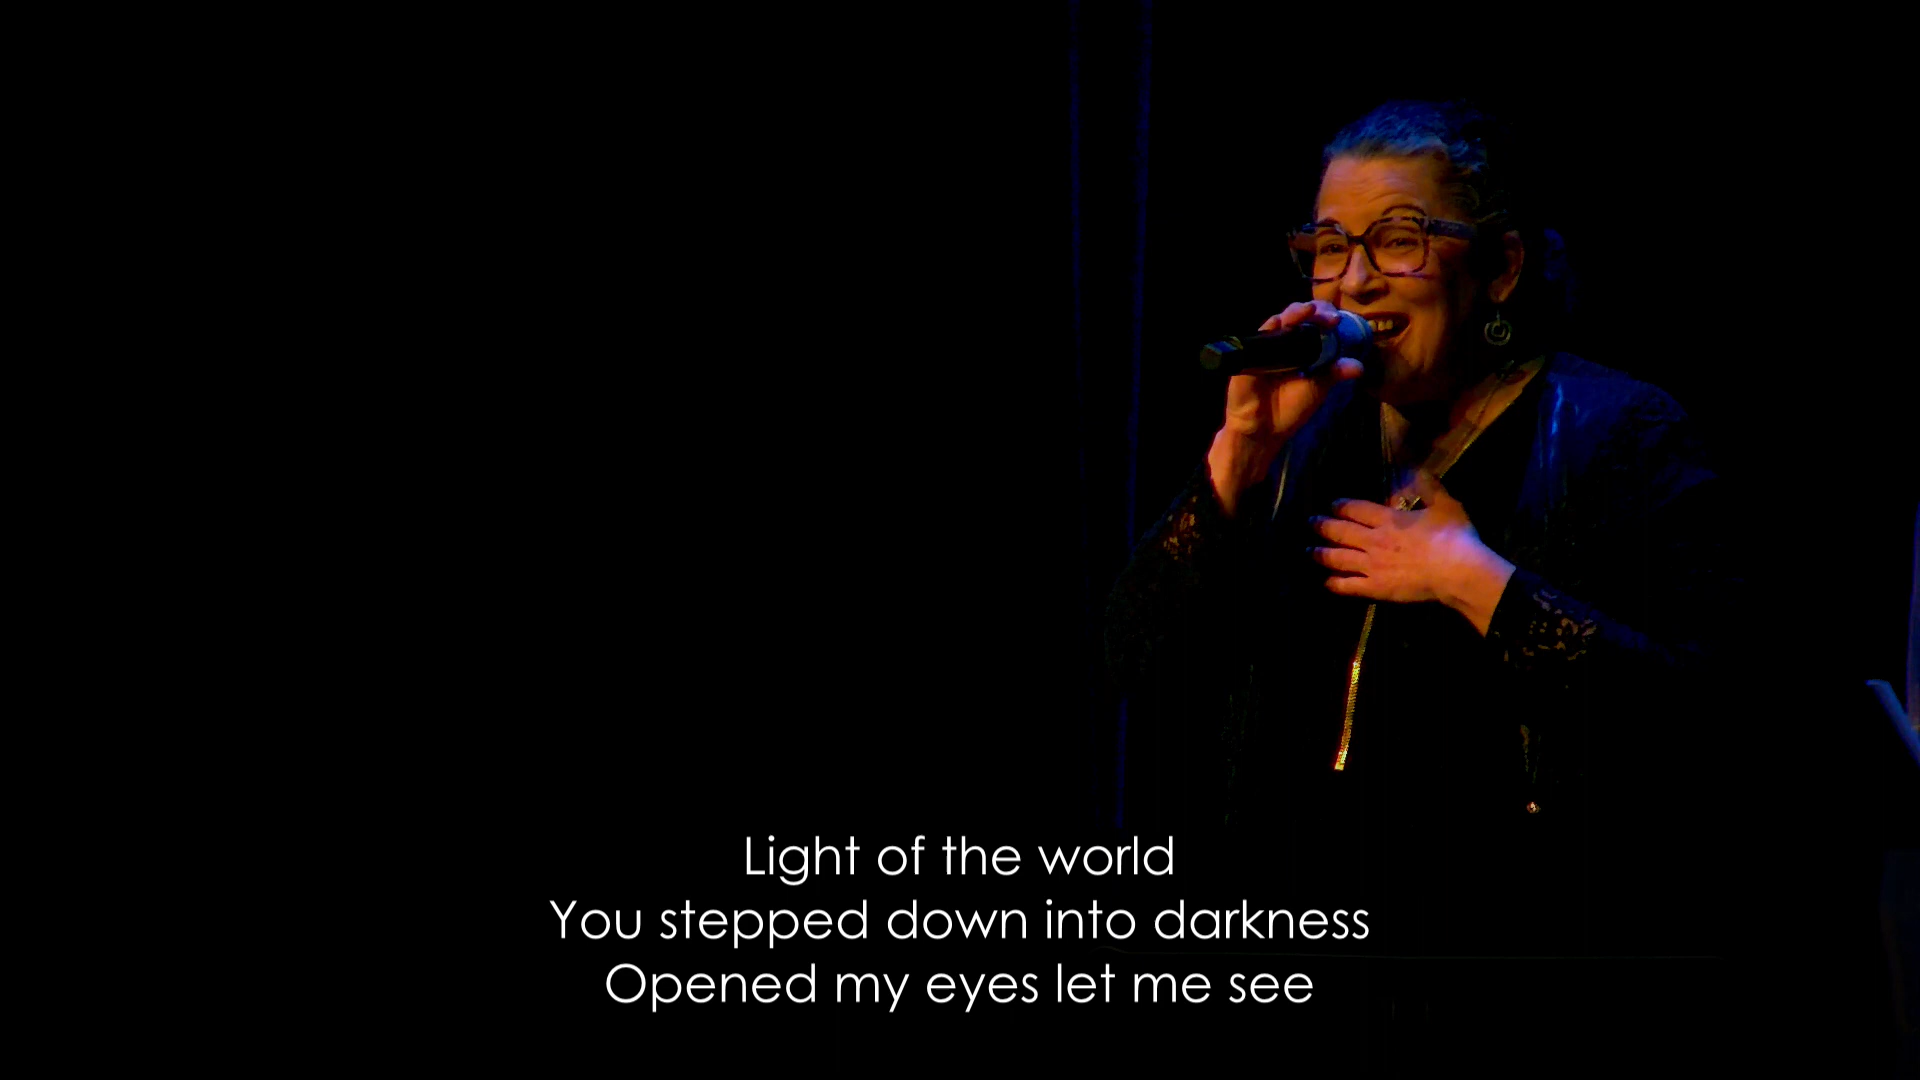 Light of the world
You stepped down into darkness
Opened my eyes let me see